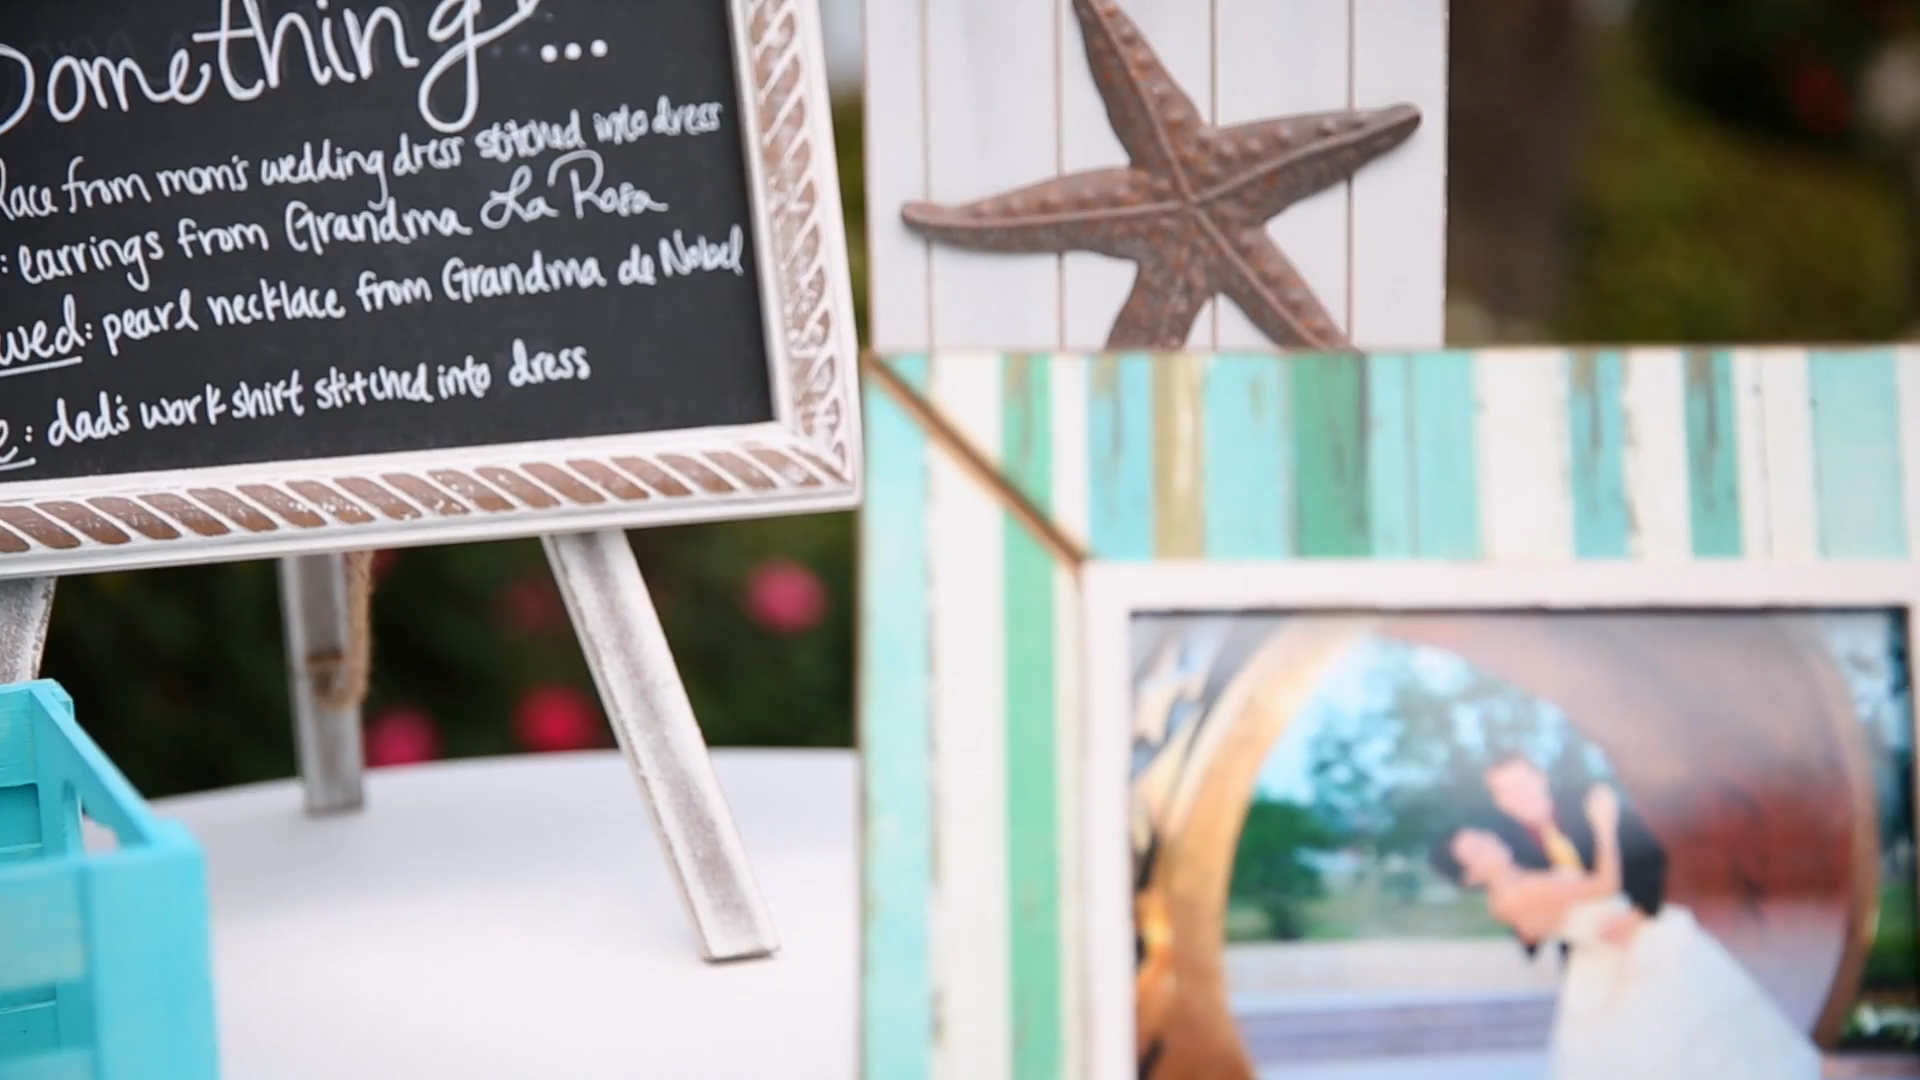 Something...
lace from mom's wedding dress stitched into dress
: earrings from Grandma La Rosa
wed: pearl necklace from Grandma de Nobel
e: dad's work shirt stitched into dress